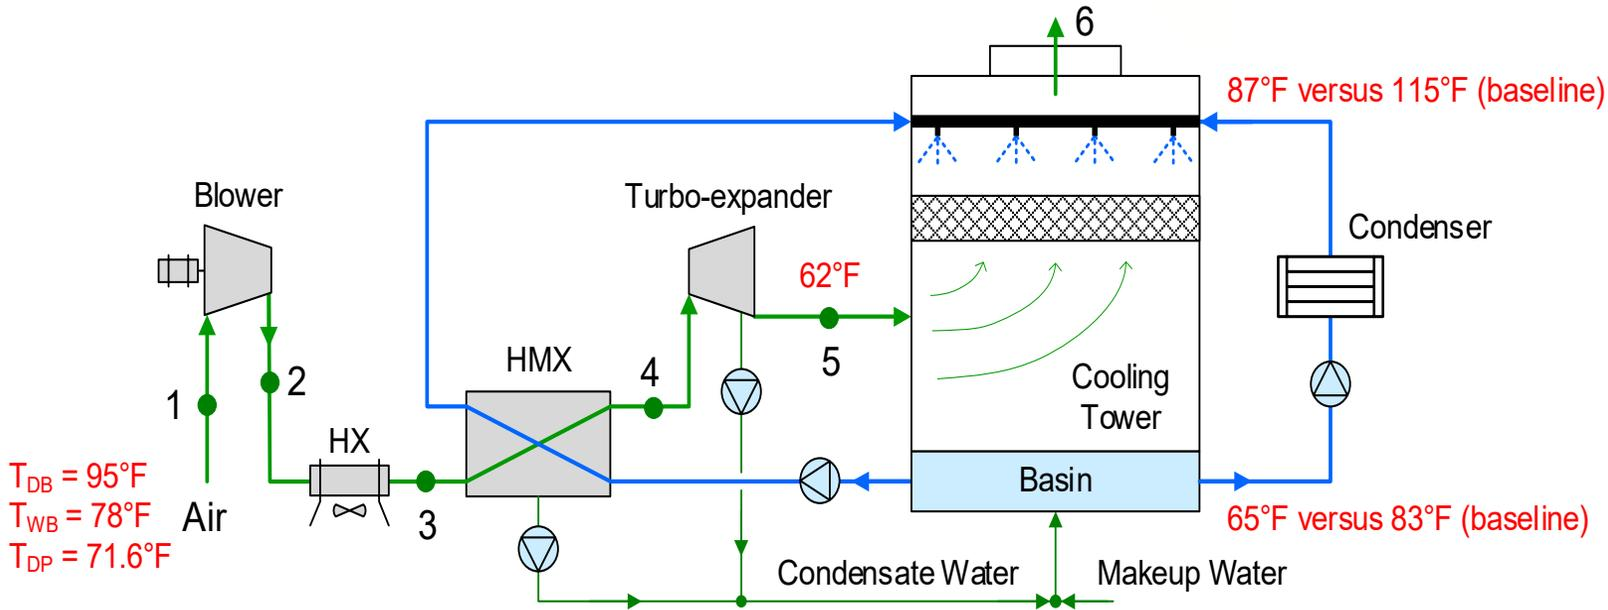 6
87°F versus 115°F (baseline)
Blower
Turbo-expander
Condenser
62°F
HMX
4
5
1
2
Cooling
Tower
HX
T_DB = 95°F
T_WB = 78°F
T_DP = 71.6°F
Air
3
Basin
65°F versus 83°F (baseline)
Condensate Water
Makeup Water